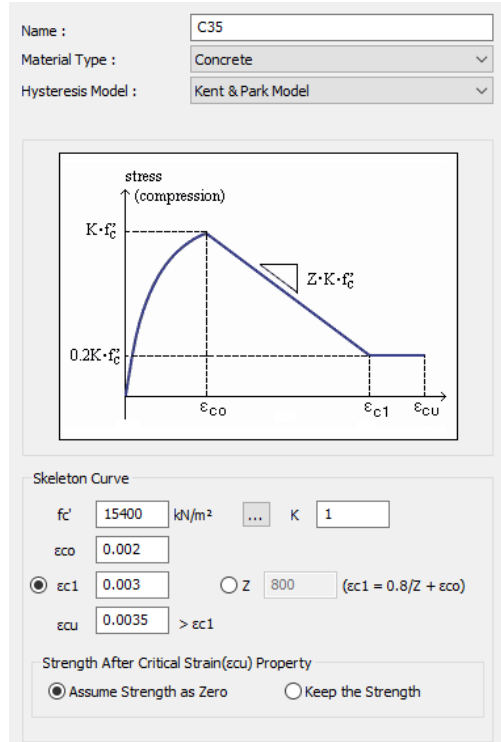 Name : C35
Material Type : Concrete
Hysteresis Model : Kent & Park Model
stress
(compression)
K·f'c
Z·K·f'c
0.2K·f'c
εco εc1 εcu
Skeleton Curve
fc' 15400 kN/m² ... K 1
εco 0.002
εc1 0.003 Z 800 (εc1 = 0.8/Z + εco)
εcu 0.0035 > εc1
Strength After Critical Strain(εcu) Property
Assume Strength as Zero Keep the Strength